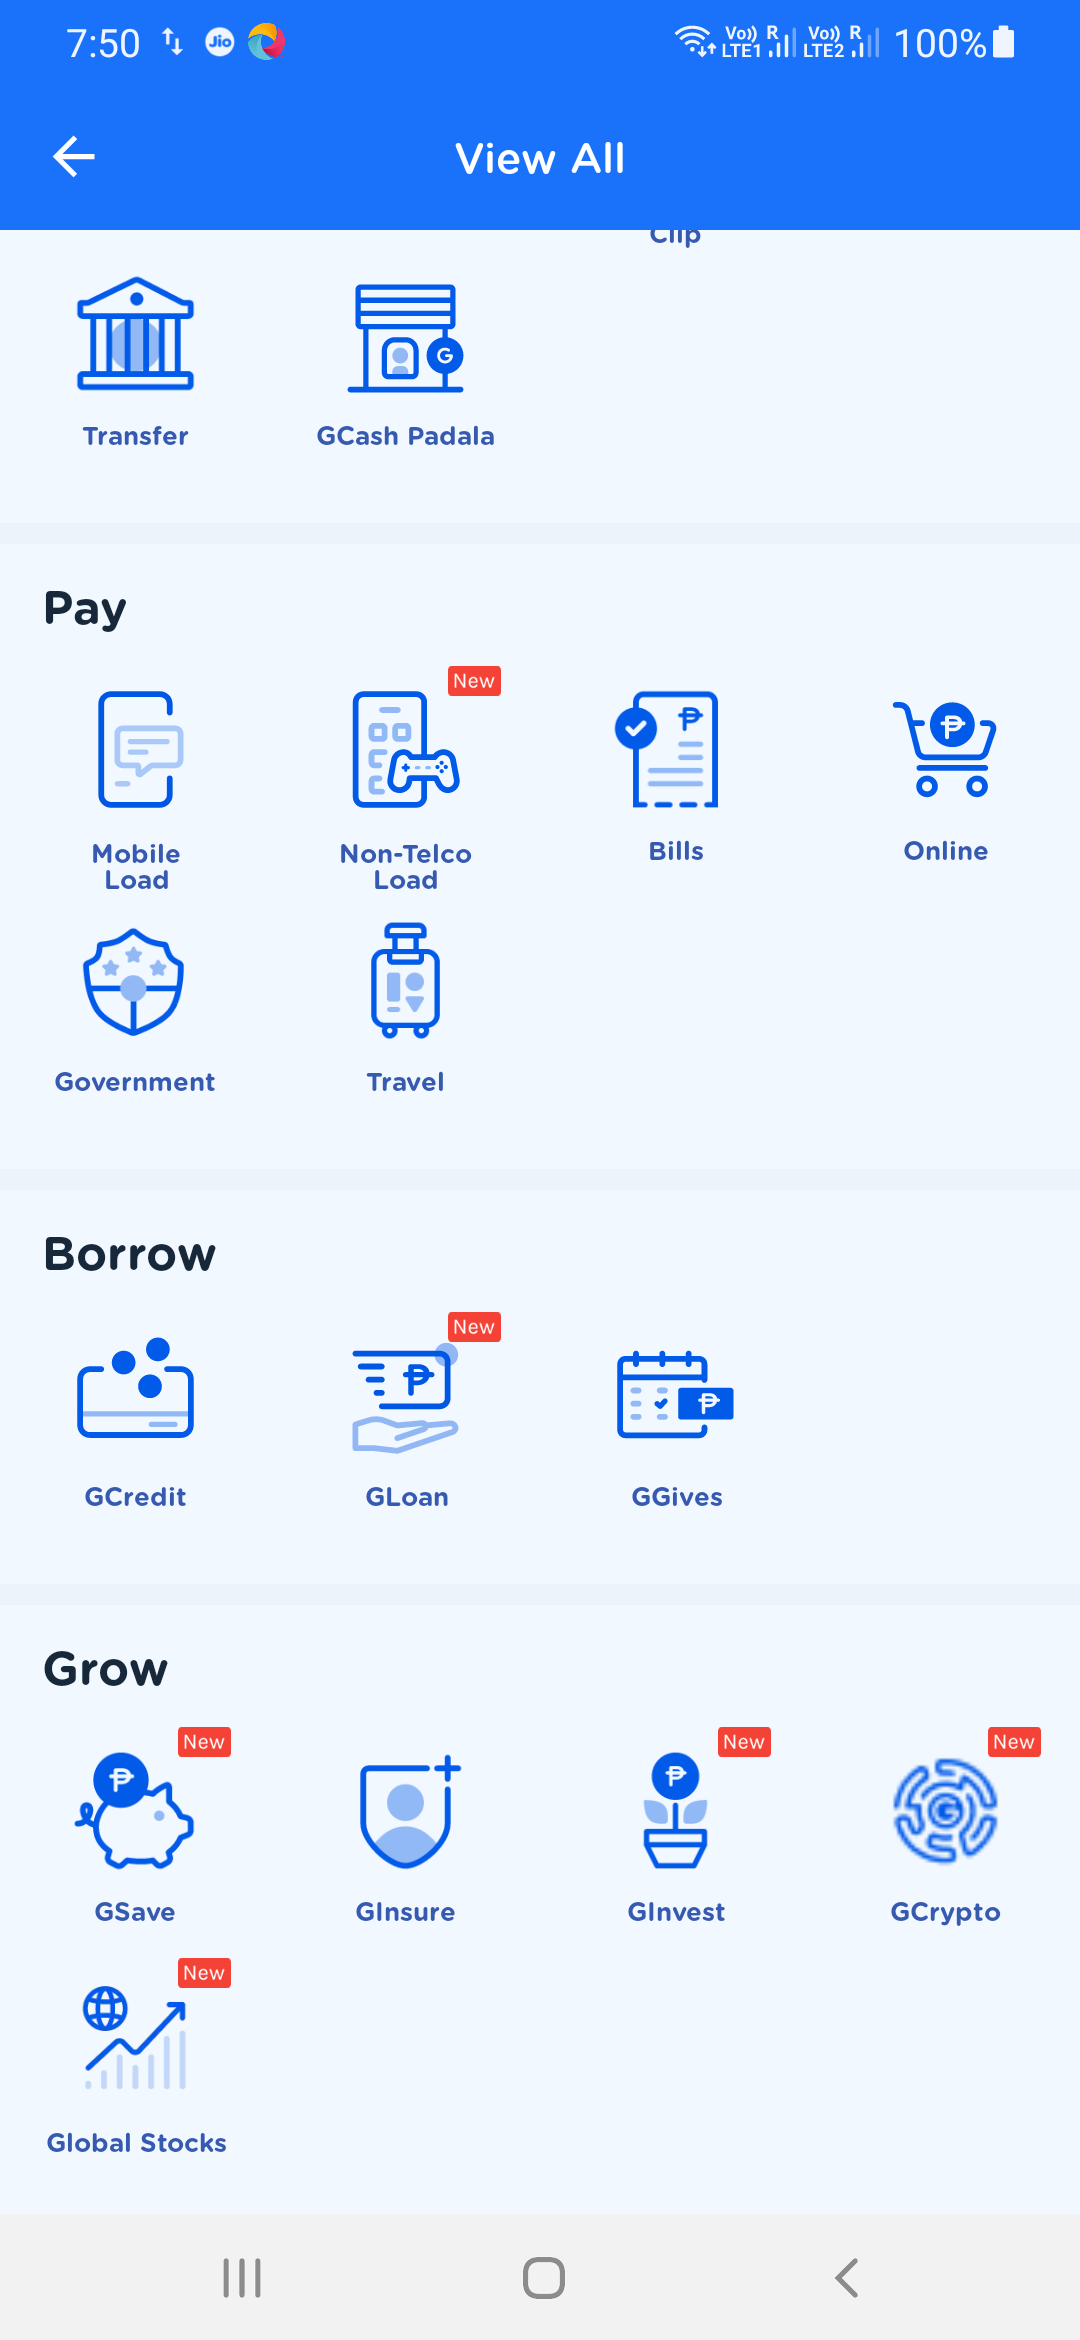 7:50 Jio Vo)) LTE1 R Vo)) LTE2 R 100%
View All
Clip
Transfer
GCash Padala
Pay
New
Mobile Load
Non-Telco Load
Bills
Online
Government
Travel
Borrow
New
GCredit
GLoan
GGives
Grow
New
New
New
GSave
GInsure
GInvest
GCrypto
New
Global Stocks